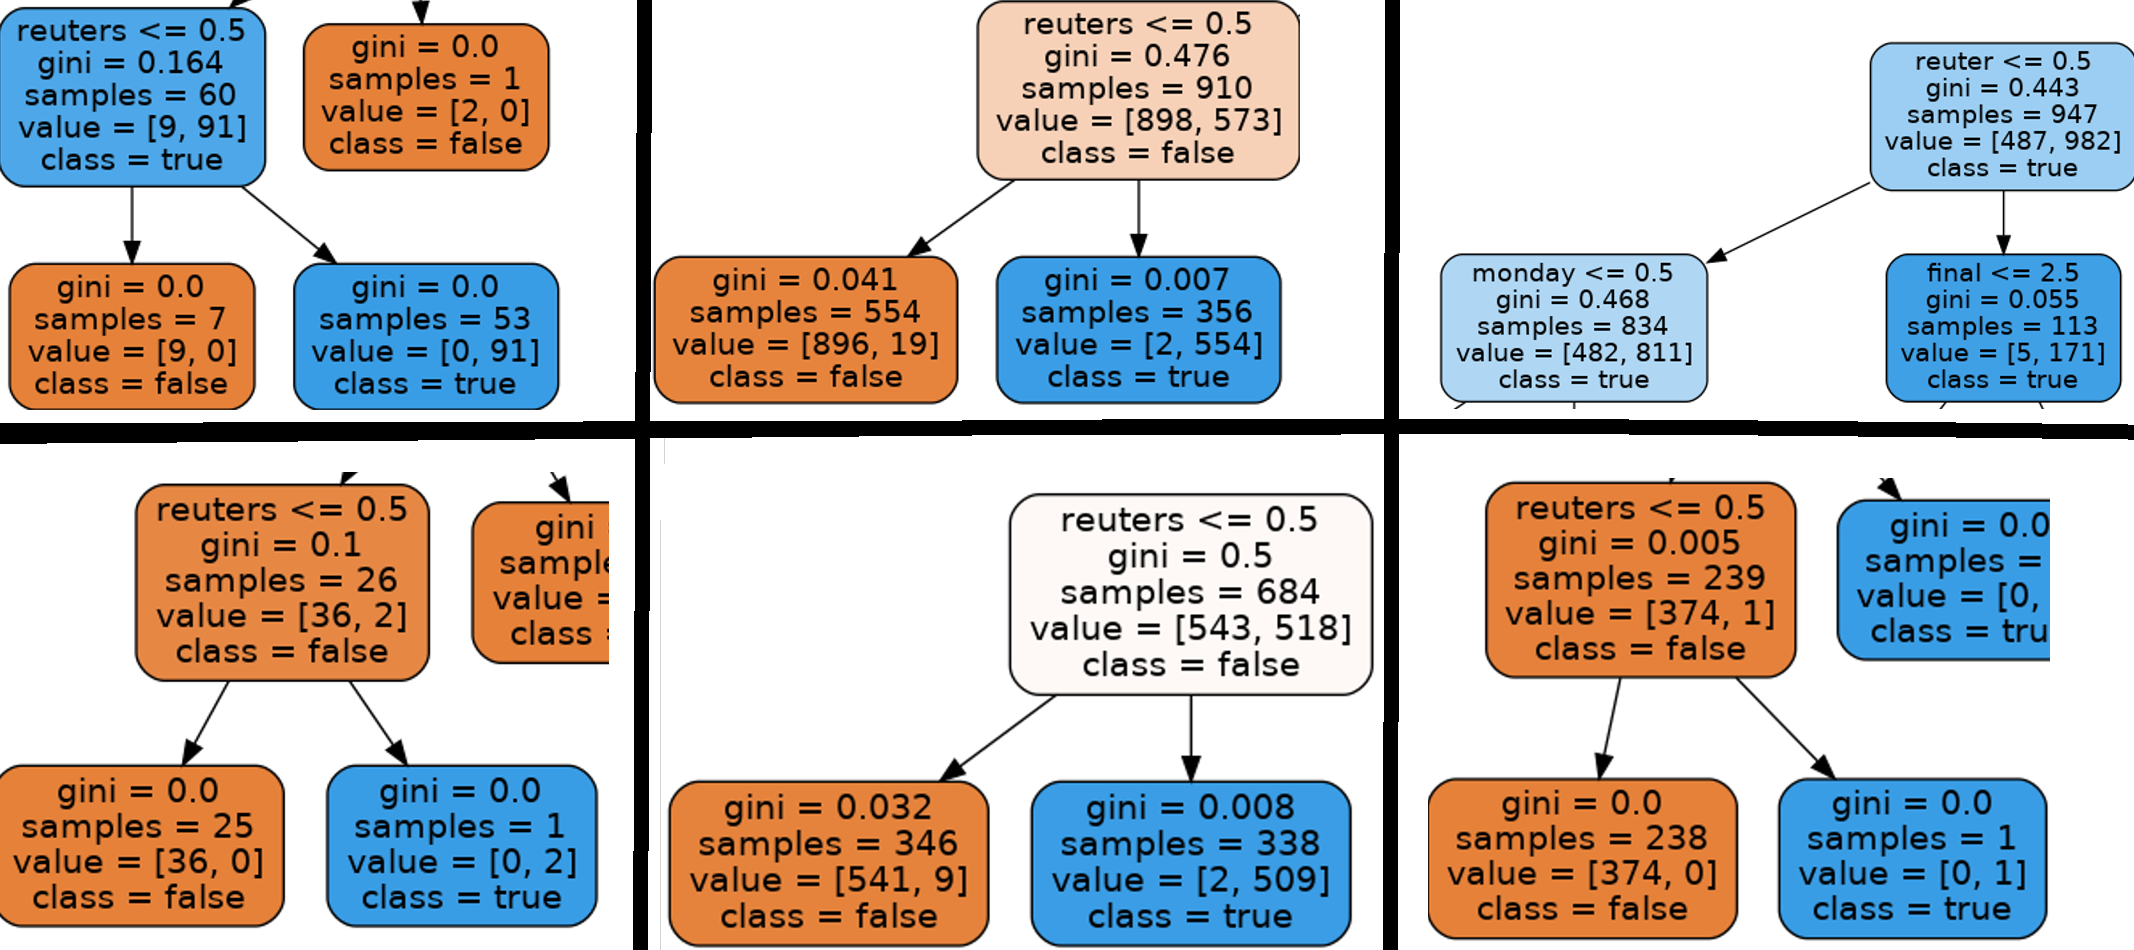 reuters <= 0.5
gini = 0.164
samples = 60
value = [9, 91]
class = true
gini = 0.0
samples = 1
value = [2, 0]
class = false
gini = 0.0
samples = 7
value = [9, 0]
class = false
gini = 0.0
samples = 53
value = [0, 91]
class = true
reuters <= 0.5
gini = 0.476
samples = 910
value = [898, 573]
class = false
gini = 0.041
samples = 554
value = [896, 19]
class = false
gini = 0.007
samples = 356
value = [2, 554]
class = true
reuter <= 0.5
gini = 0.443
samples = 947
value = [487, 982]
class = true
monday <= 0.5
gini = 0.468
samples = 834
value = [482, 811]
class = true
final <= 2.5
gini = 0.055
samples = 113
value = [5, 171]
class = true
reuters <= 0.5
gini = 0.1
samples = 26
value = [36, 2]
class = false
gini
sample
value =
class
gini = 0.0
samples = 25
value = [36, 0]
class = false
gini = 0.0
samples = 1
value = [0, 2]
class = true
reuters <= 0.5
gini = 0.5
samples = 684
value = [543, 518]
class = false
gini = 0.032
samples = 346
value = [541, 9]
class = false
gini = 0.008
samples = 338
value = [2, 509]
class = true
reuters <= 0.5
gini = 0.005
samples = 239
value = [374, 1]
class = false
gini = 0.0
samples =
value = [0,
class = tru
gini = 0.0
samples = 238
value = [374, 0]
class = false
gini = 0.0
samples = 1
value = [0, 1]
class = true